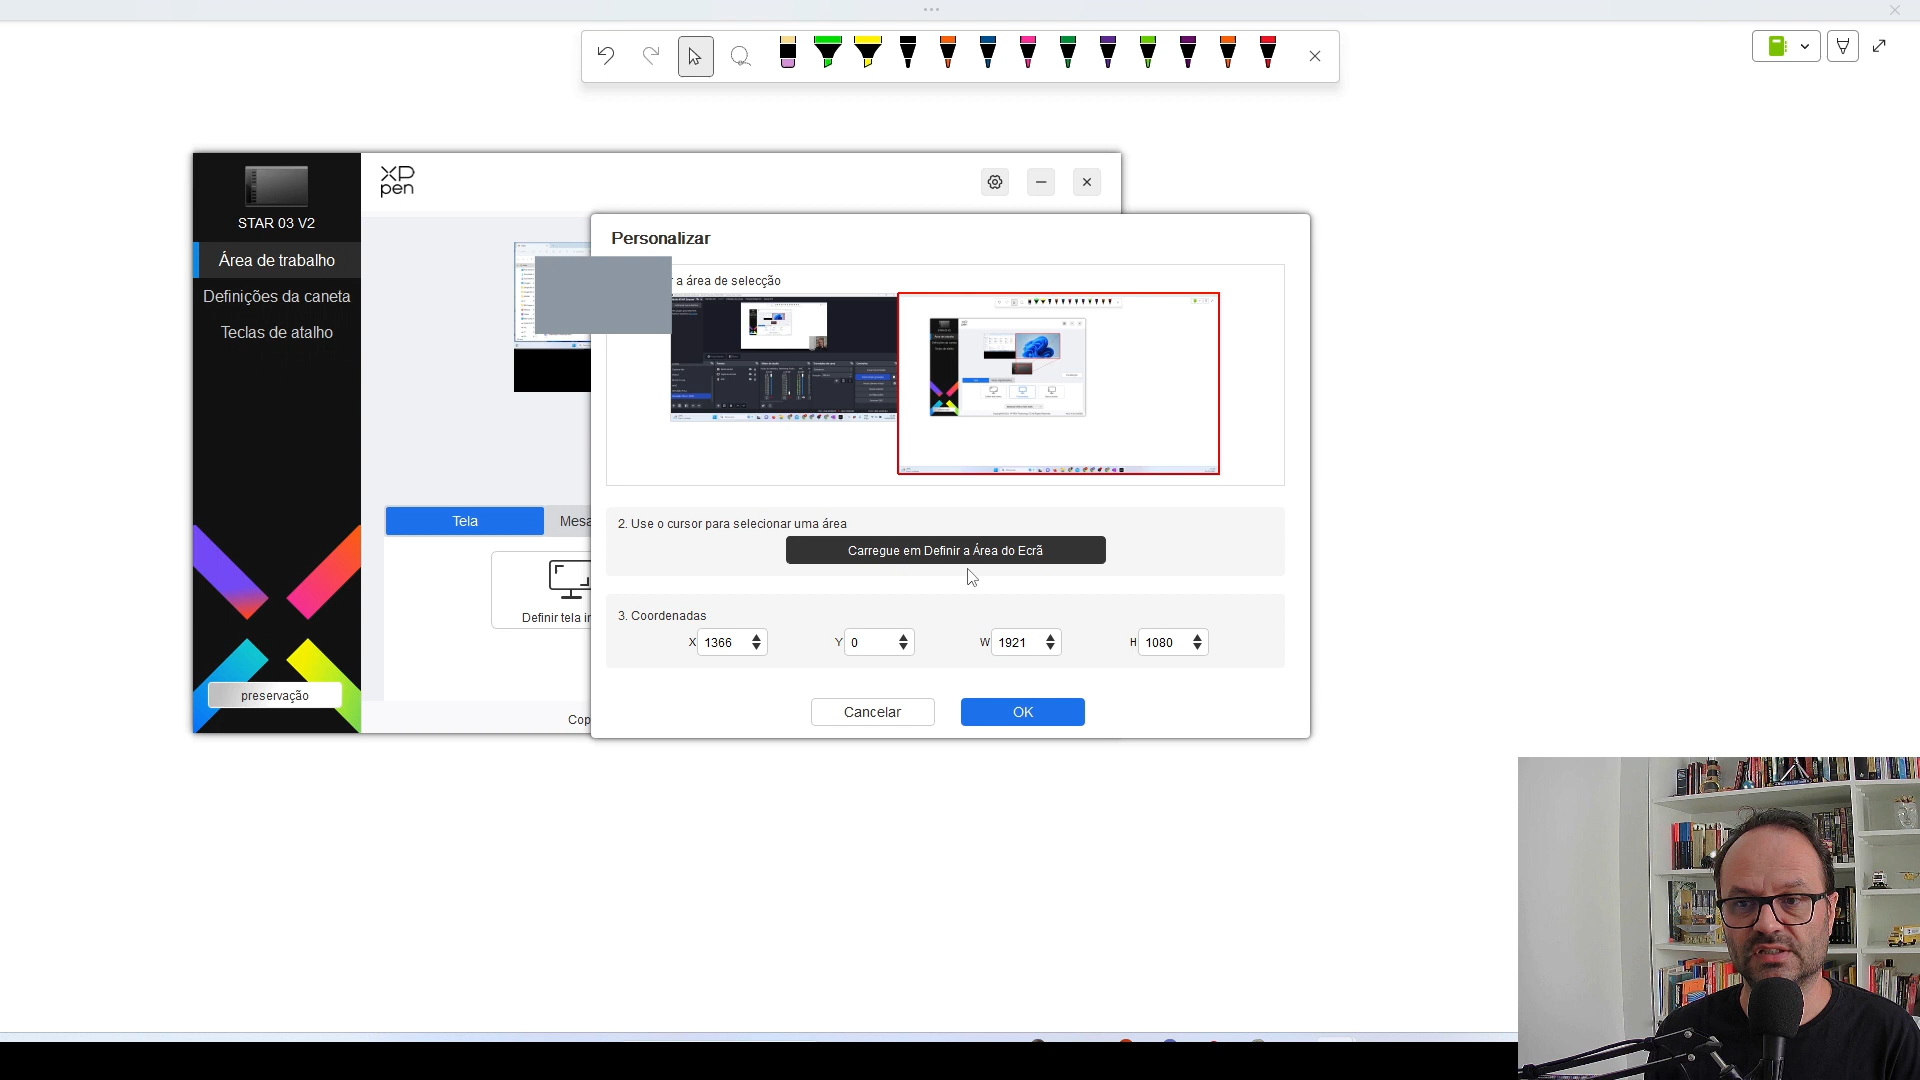 XP
pen
STAR 03 V2
Área de trabalho
Definições da caneta
Teclas de atalho
preservação
Tela
Mesa
Definir tela in
Cop
Personalizar
a área de selecção
2. Use o cursor para selecionar uma área
Carregue em Definir a Área do Ecrã
3. Coordenadas
X 1366
Y 0
W 1921
H 1080
Cancelar
OK